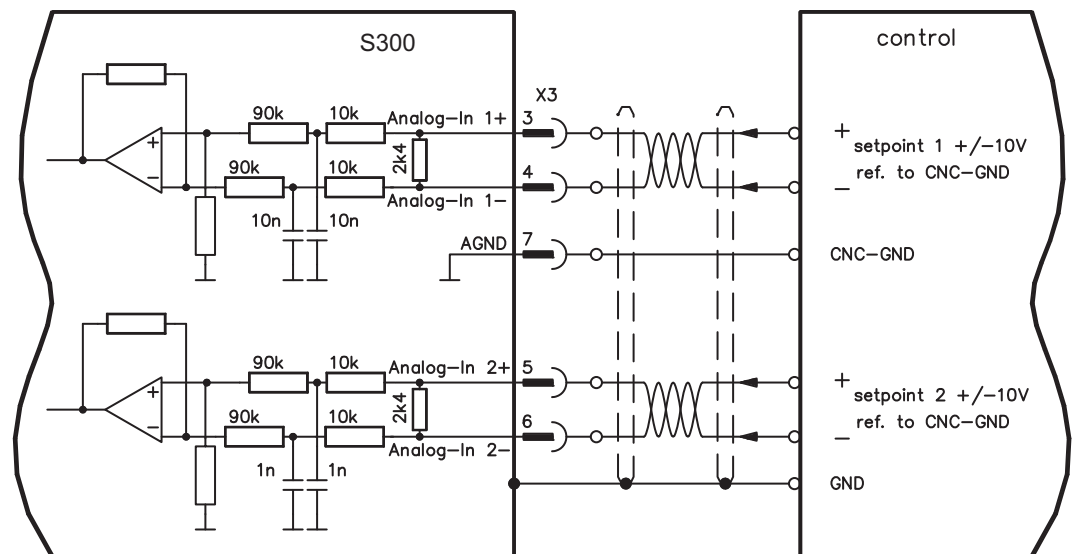 S300
control
X3
90k
10k
Analog-In 1+
3
+
+
setpoint 1 +/-10V
2k4
ref. to CNC-GND
90k
10k
4
-
-
Analog-In 1-
10n
10n
AGND
7
CNC-GND
90k
10k
Analog-In 2+
5
+
+
setpoint 2 +/-10V
2k4
ref. to CNC-GND
90k
10k
6
-
-
Analog-In 2-
1n
1n
GND